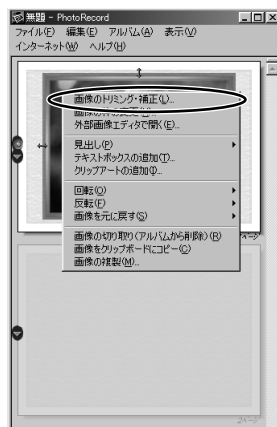 無題 - PhotoRecord
ファイル(F) 編集(E) アルバム(A) 表示(V)
インターネット(W) ヘルプ(H)
画像のトリミング・補正(L)...
外部画像エディタで開く(E)...
見出し(P)
テキストボックスの追加(T)...
クリップアートの追加(I)...
回転(O)
反転(F)
画像を元に戻す(S)
画像の切り取り(アルバムから削除)(R)
画像をクリップボードにコピー(C)
画像の複製(M)...
2ページ